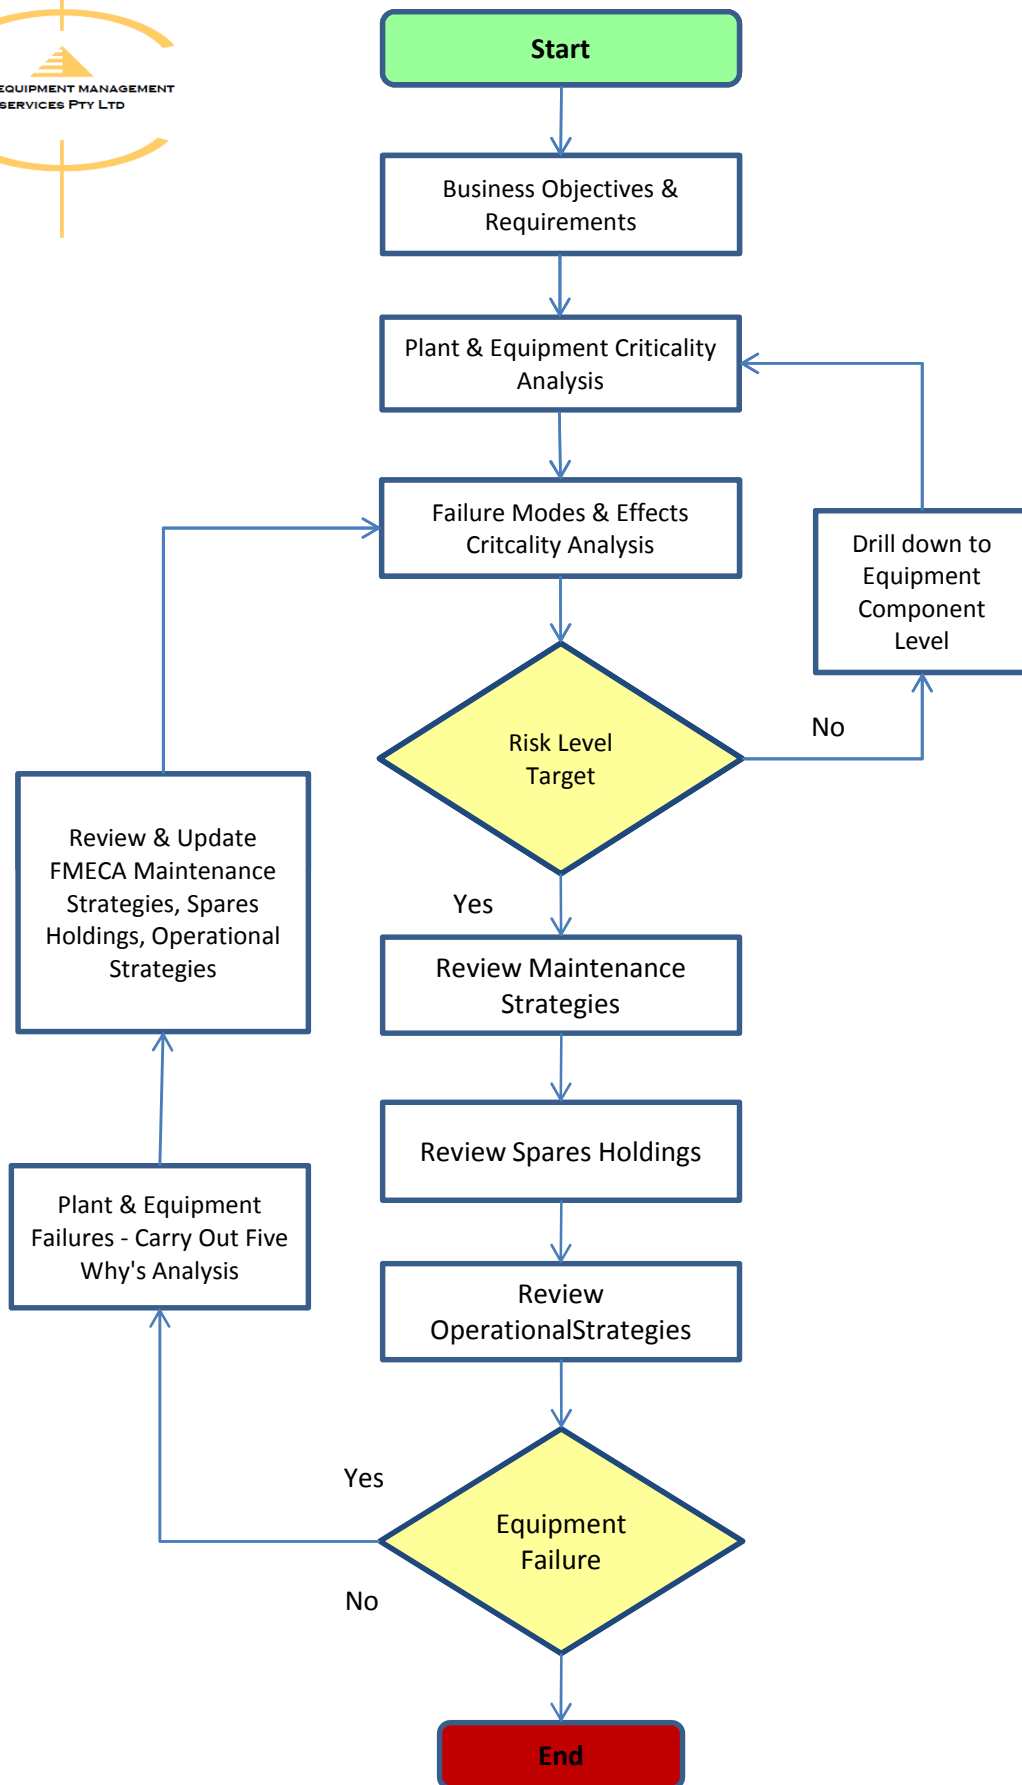 EQUIPMENT MANAGEMENT
SERVICES PTY LTD
Start
Business Objectives &
Requirements
Plant & Equipment Criticality
Analysis
Failure Modes & Effects
Critcality Analysis
Drill down to
Equipment
Component
Level
Risk Level
Target
No
Yes
Review & Update
FMECA Maintenance
Strategies, Spares
Holdings, Operational
Strategies
Review Maintenance
Strategies
Review Spares Holdings
Plant & Equipment
Failures - Carry Out Five
Why's Analysis
Review
OperationalStrategies
Yes
Equipment
Failure
No
End